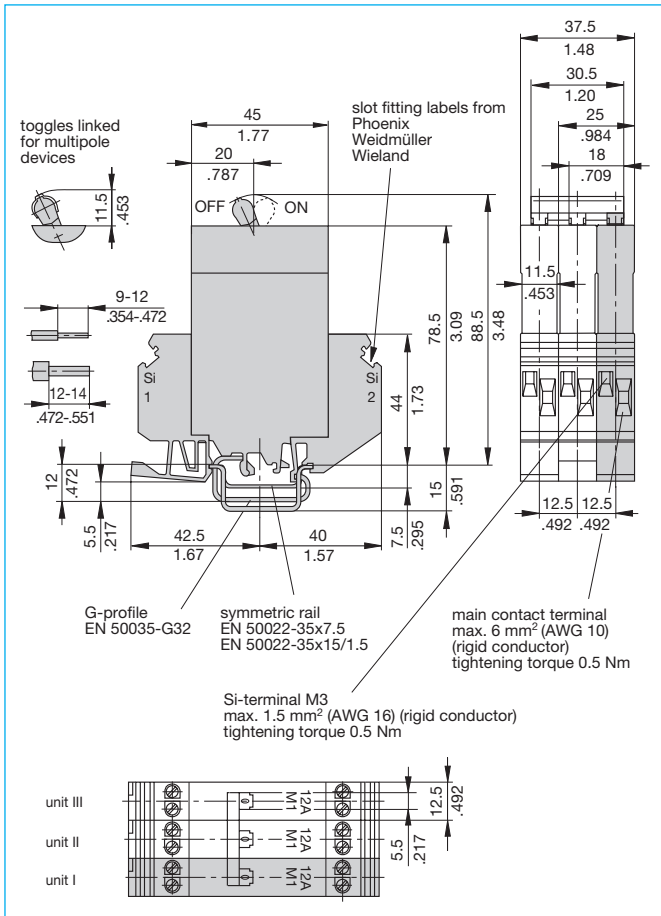 37.5
1.48
30.5
1.20
25
.984
18
.709
45
1.77
20
.787
toggles linked
for multipole
devices
slot fitting labels from
Phoenix
Weidmüller
Wieland
11.5
.453
OFF
ON
9-12
.354-.472
12-14
.472-.551
Si
1
Si
2
44
1.73
78.5
3.09
88.5
3.48
11.5
.453
12
.472
5.5
.217
42.5
1.67
40
1.57
7.5
.295
15
.591
12.5
.492
12.5
.492
G-profile
EN 50035-G32
symmetric rail
EN 50022-35x7.5
EN 50022-35x15/1.5
main contact terminal
max. 6 mm² (AWG 10)
(rigid conductor)
tightening torque 0.5 Nm
Si-terminal M3
max. 1.5 mm² (AWG 16) (rigid conductor)
tightening torque 0.5 Nm
unit III
12A
M1
unit II
12A
M1
unit I
12A
M1
5.5
.217
12.5
.492